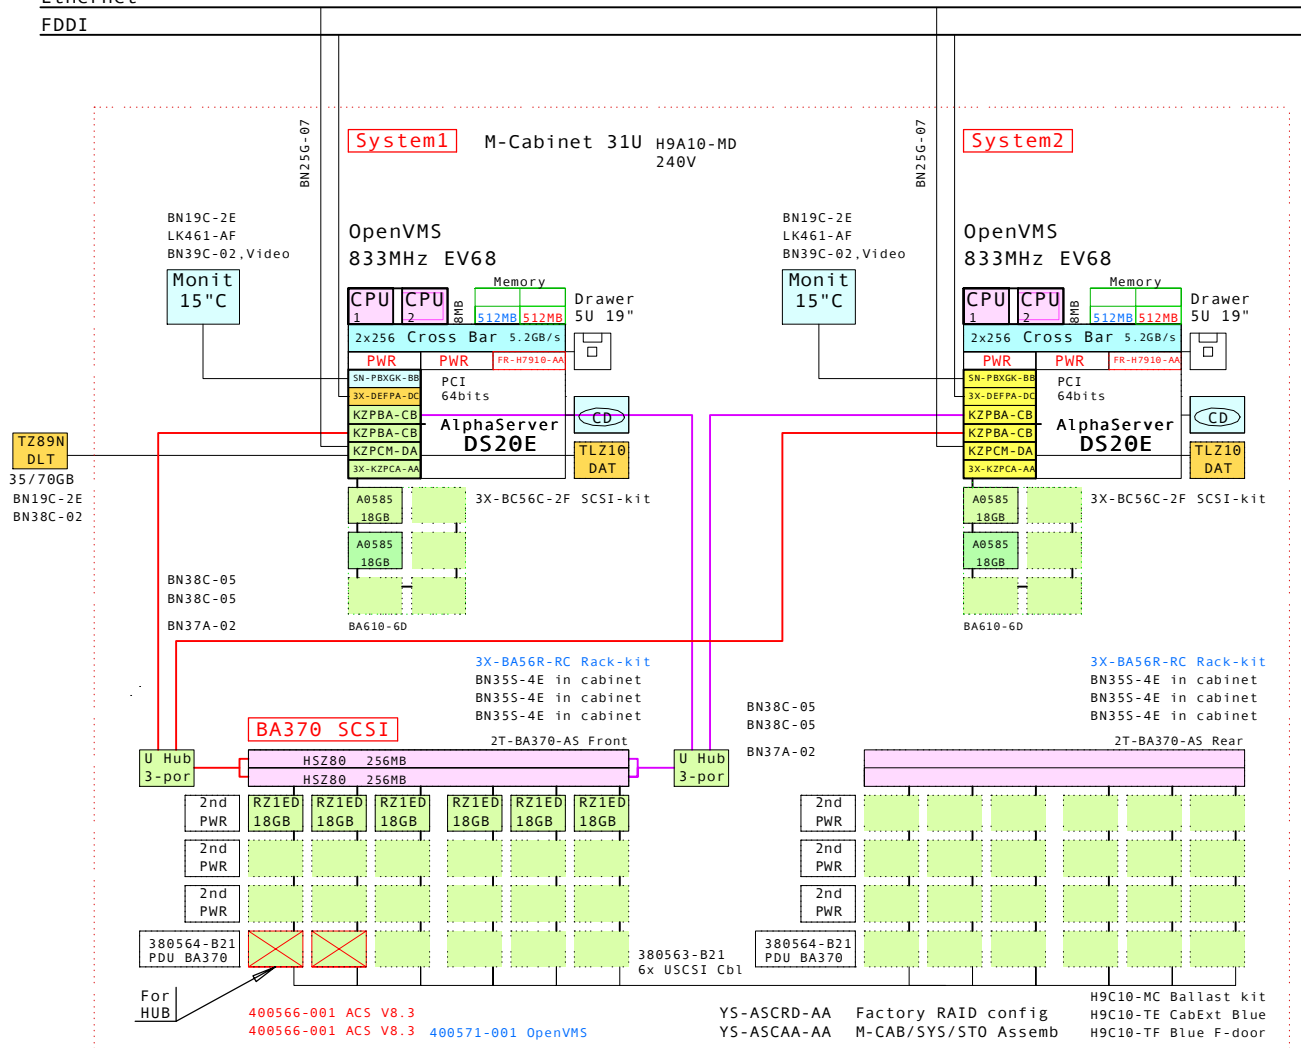 FDDI
BN25G-07
System1
M-Cabinet 31U H9A10-MD
240V
BN25G-07
System2
BN19C-2E
LK461-AF
BN39C-02,Video
OpenVMS
833MHz EV68
Monit
15"C
CPU
1
CPU
2
8MB
Memory
512MB 512MB
Drawer
5U 19"
2x256 Cross Bar 5.2GB/s
PWR PWR FR-H7910-AA
SN-PBXGK-BB
3X-DEFPA-DC
KZPBA-CB
KZPBA-CB
KZPCM-DA
3X-KZPCA-AA
PCI
64bits
AlphaServer
DS20E
CD
TLZ10
DAT
TZ89N
DLT
35/70GB
BN19C-2E
BN38C-02
A0585
18GB
A0585
18GB
3X-BC56C-2F SCSI-kit
BA610-6D
BN19C-2E
LK461-AF
BN39C-02,Video
OpenVMS
833MHz EV68
Monit
15"C
CPU
1
CPU
2
8MB
Memory
512MB 512MB
Drawer
5U 19"
2x256 Cross Bar 5.2GB/s
PWR PWR FR-H7910-AA
SN-PBXGK-BB
3X-DEFPA-DC
KZPBA-CB
KZPBA-CB
KZPCM-DA
3X-KZPCA-AA
PCI
64bits
AlphaServer
DS20E
CD
TLZ10
DAT
A0585
18GB
A0585
18GB
3X-BC56C-2F SCSI-kit
BA610-6D
BN38C-05
BN38C-05
BN37A-02
3X-BA56R-RC Rack-kit
BN35S-4E in cabinet
BN35S-4E in cabinet
BN35S-4E in cabinet
3X-BA56R-RC Rack-kit
BN35S-4E in cabinet
BN35S-4E in cabinet
BN35S-4E in cabinet
BN38C-05
BN38C-05
BN37A-02
BA370 SCSI
2T-BA370-AS Front
U Hub
3-por
HSZ80 256MB
HSZ80 256MB
U Hub
3-por
2T-BA370-AS Rear
2nd
PWR
RZ1ED RZ1ED RZ1ED RZ1ED RZ1ED RZ1ED
18GB 18GB 18GB 18GB 18GB 18GB
2nd
PWR
2nd
PWR
380564-B21
PDU BA370
380563-B21
6x USCSI Cbl
2nd
PWR
2nd
PWR
2nd
PWR
380564-B21
PDU BA370
For
HUB
400566-001 ACS V8.3
400566-001 ACS V8.3 400571-001 OpenVMS
YS-ASCRD-AA Factory RAID config
YS-ASCAA-AA M-CAB/SYS/STO Assemb
H9C10-MC Ballast kit
H9C10-TE CabExt Blue
H9C10-TF Blue F-door